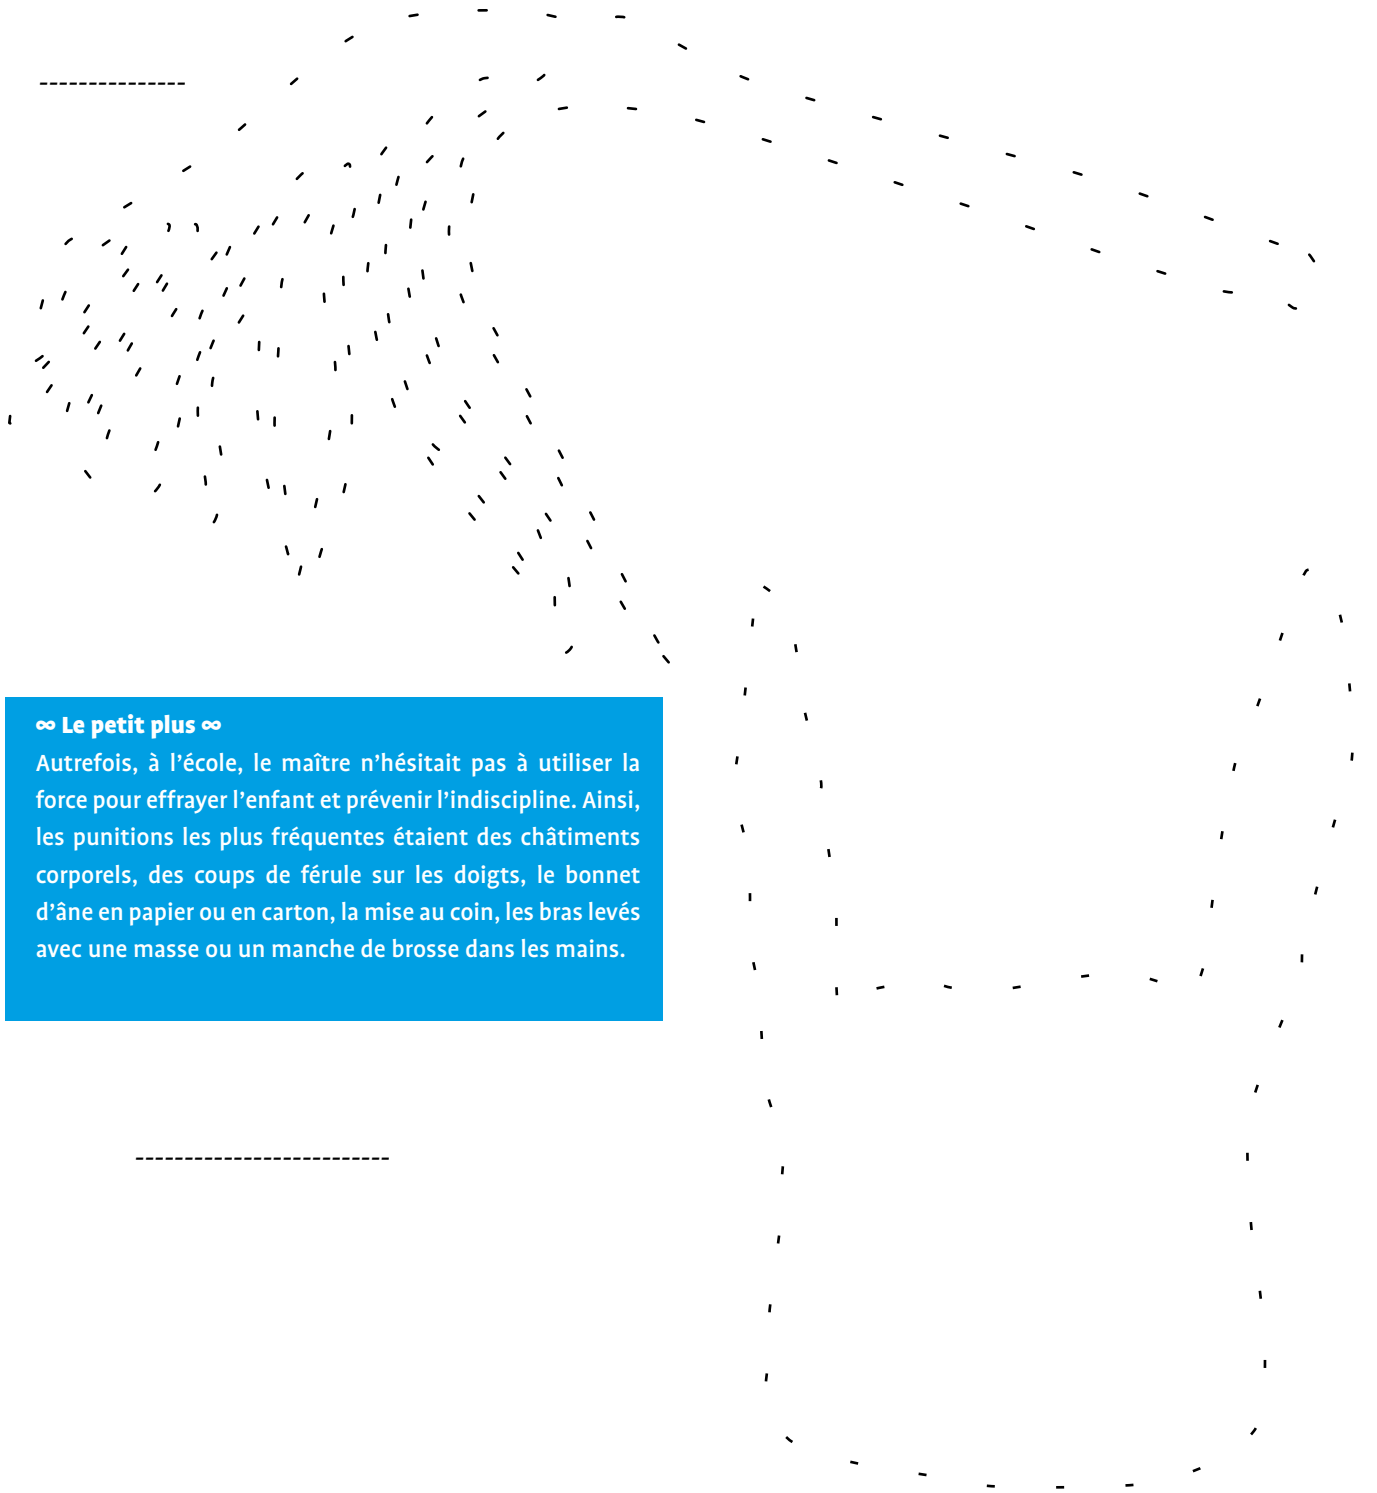 ∞ Le petit plus ∞
Autrefois, à l’école, le maître n’hésitait pas à utiliser la
force pour effrayer l’enfant et prévenir l’indiscipline. Ainsi,
les punitions les plus fréquentes étaient des châtiments
corporels, des coups de férule sur les doigts, le bonnet
d’âne en papier ou en carton, la mise au coin, les bras levés
avec une masse ou un manche de brosse dans les mains.